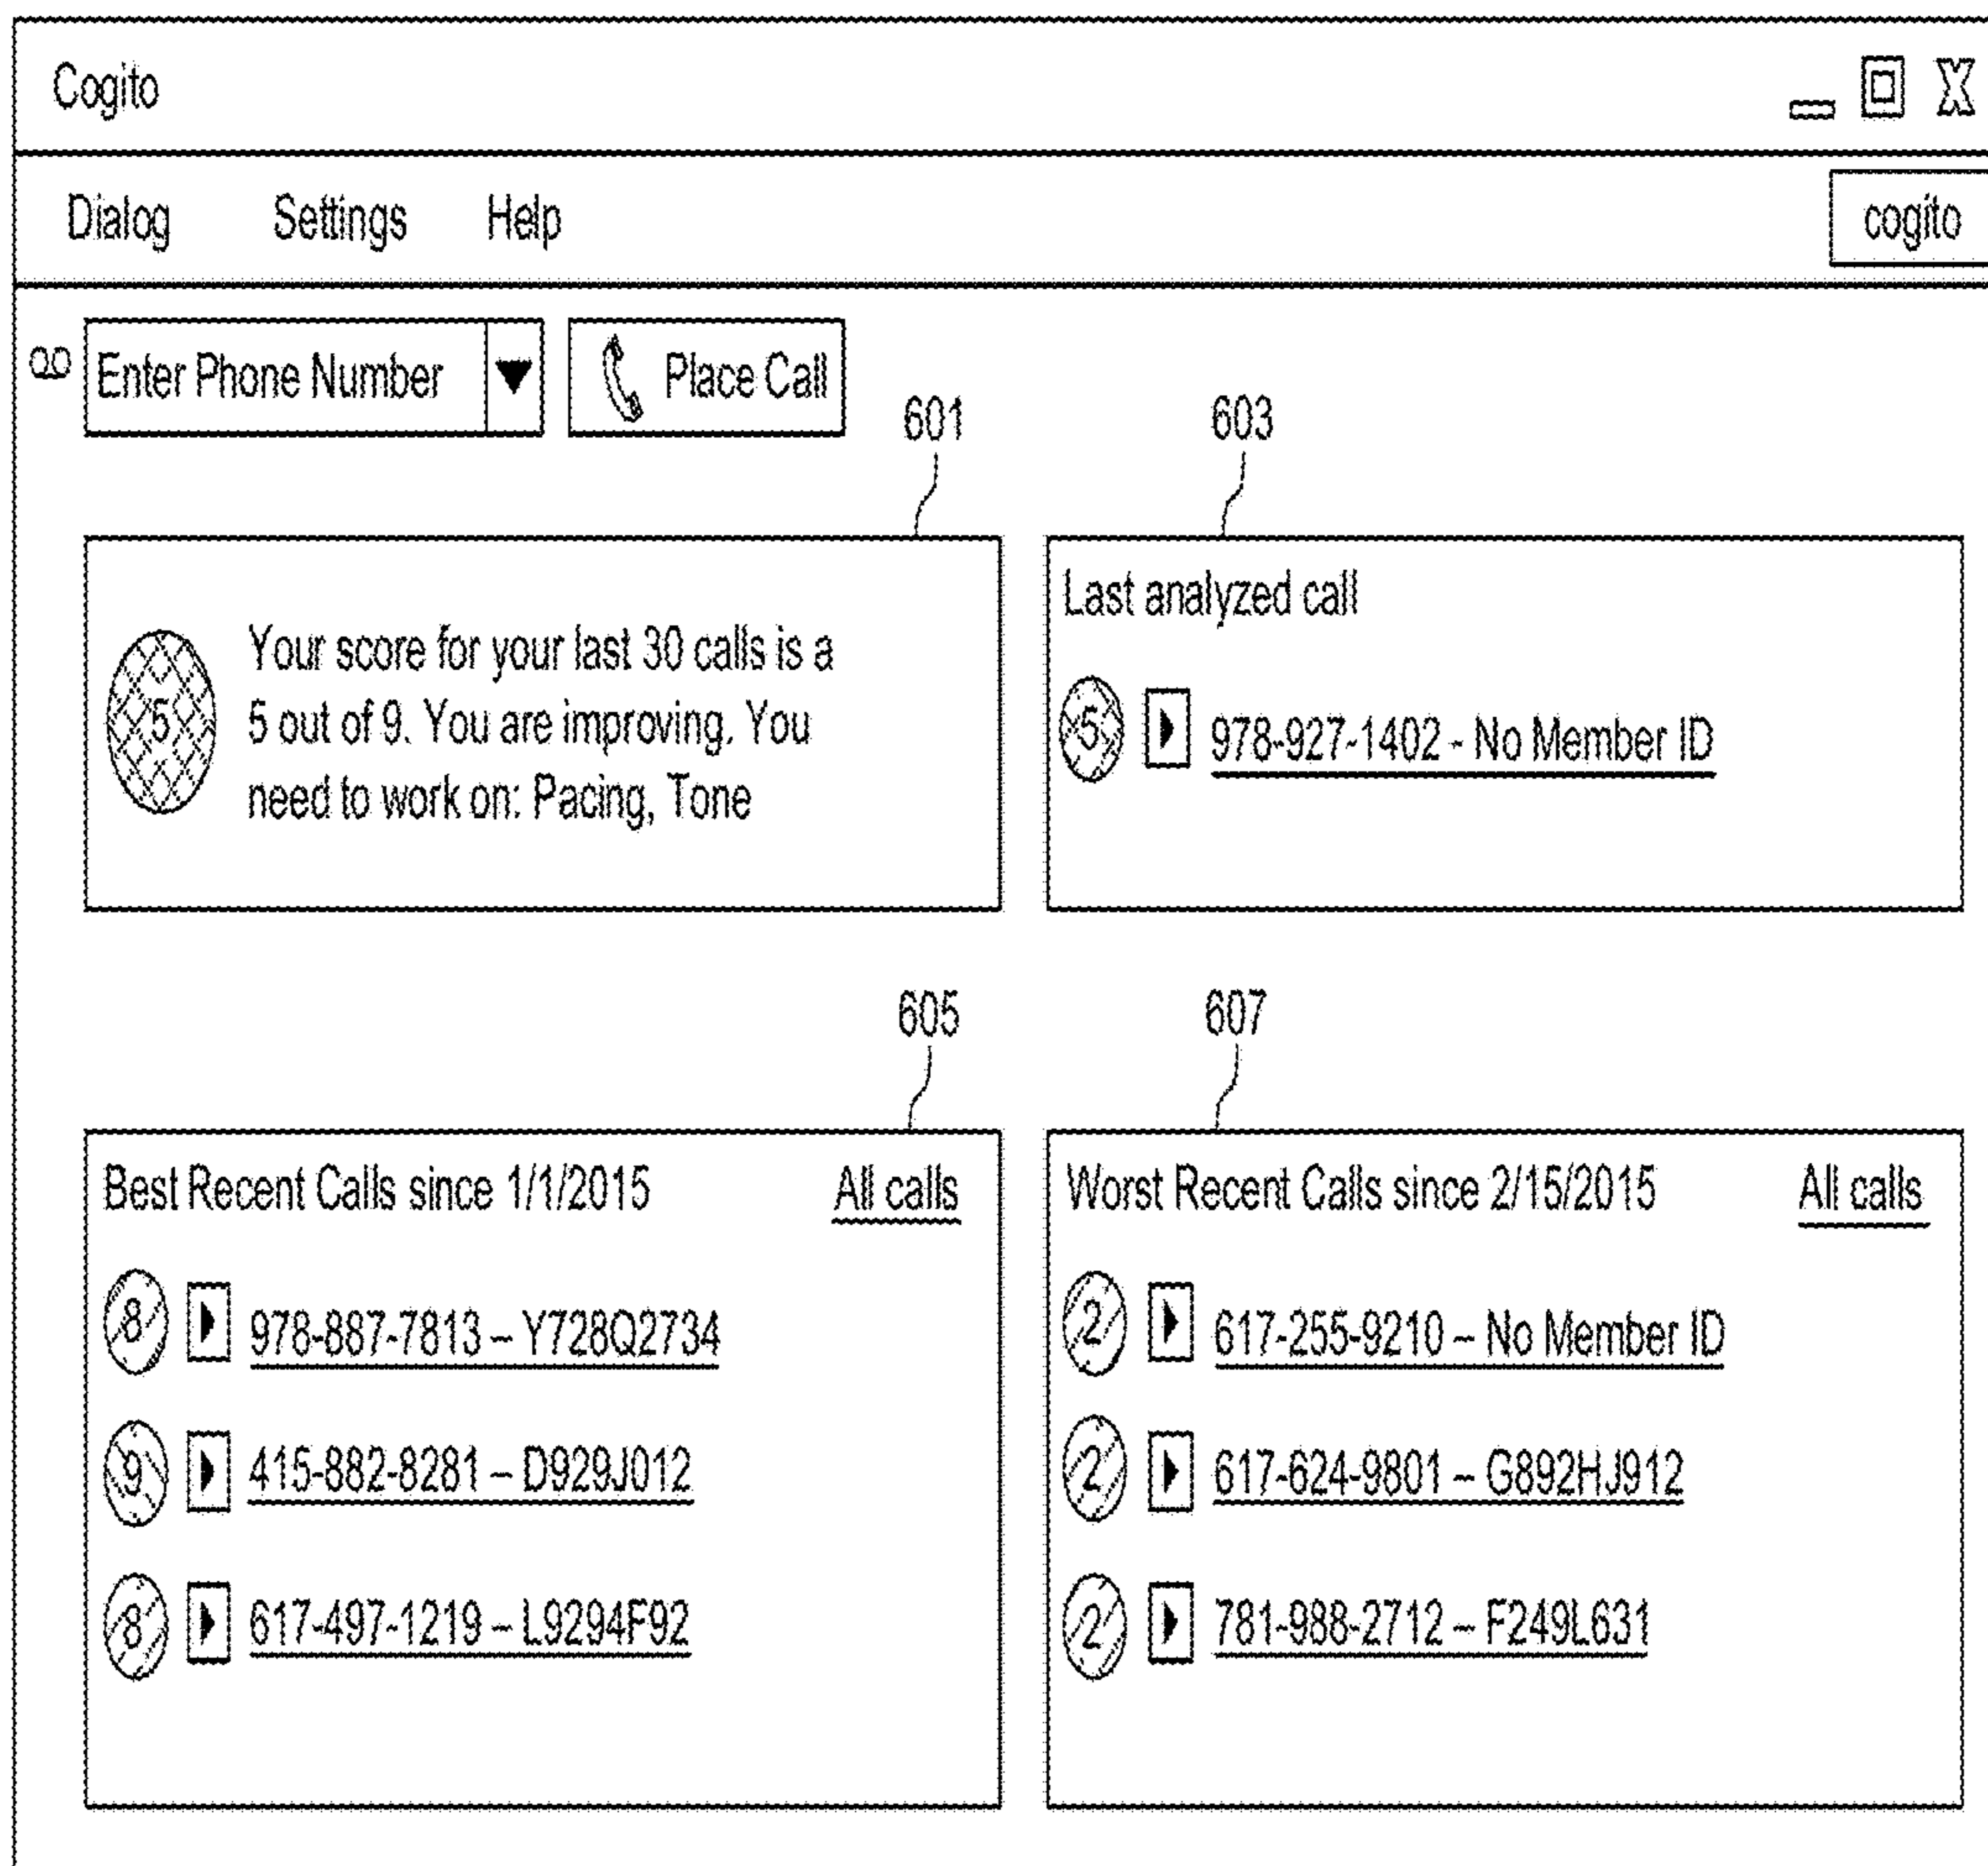 Cogito
Dialog Settings Help cogito
Enter Phone Number Place Call
601 603
5 Your score for your last 30 calls is a
5 out of 9. You are improving. You
need to work on: Pacing, Tone
Last analyzed call
5 978-927-1402 - No Member ID
605 607
Best Recent Calls since 1/1/2015 All calls
8 978-887-7813 – Y728Q2734
9 415-882-8281 – D929J012
8 617-497-1219 – L9294F92
Worst Recent Calls since 2/15/2015 All calls
2 617-255-9210 – No Member ID
2 617-624-9801 – G892HJ912
2 781-988-2712 – F249L631